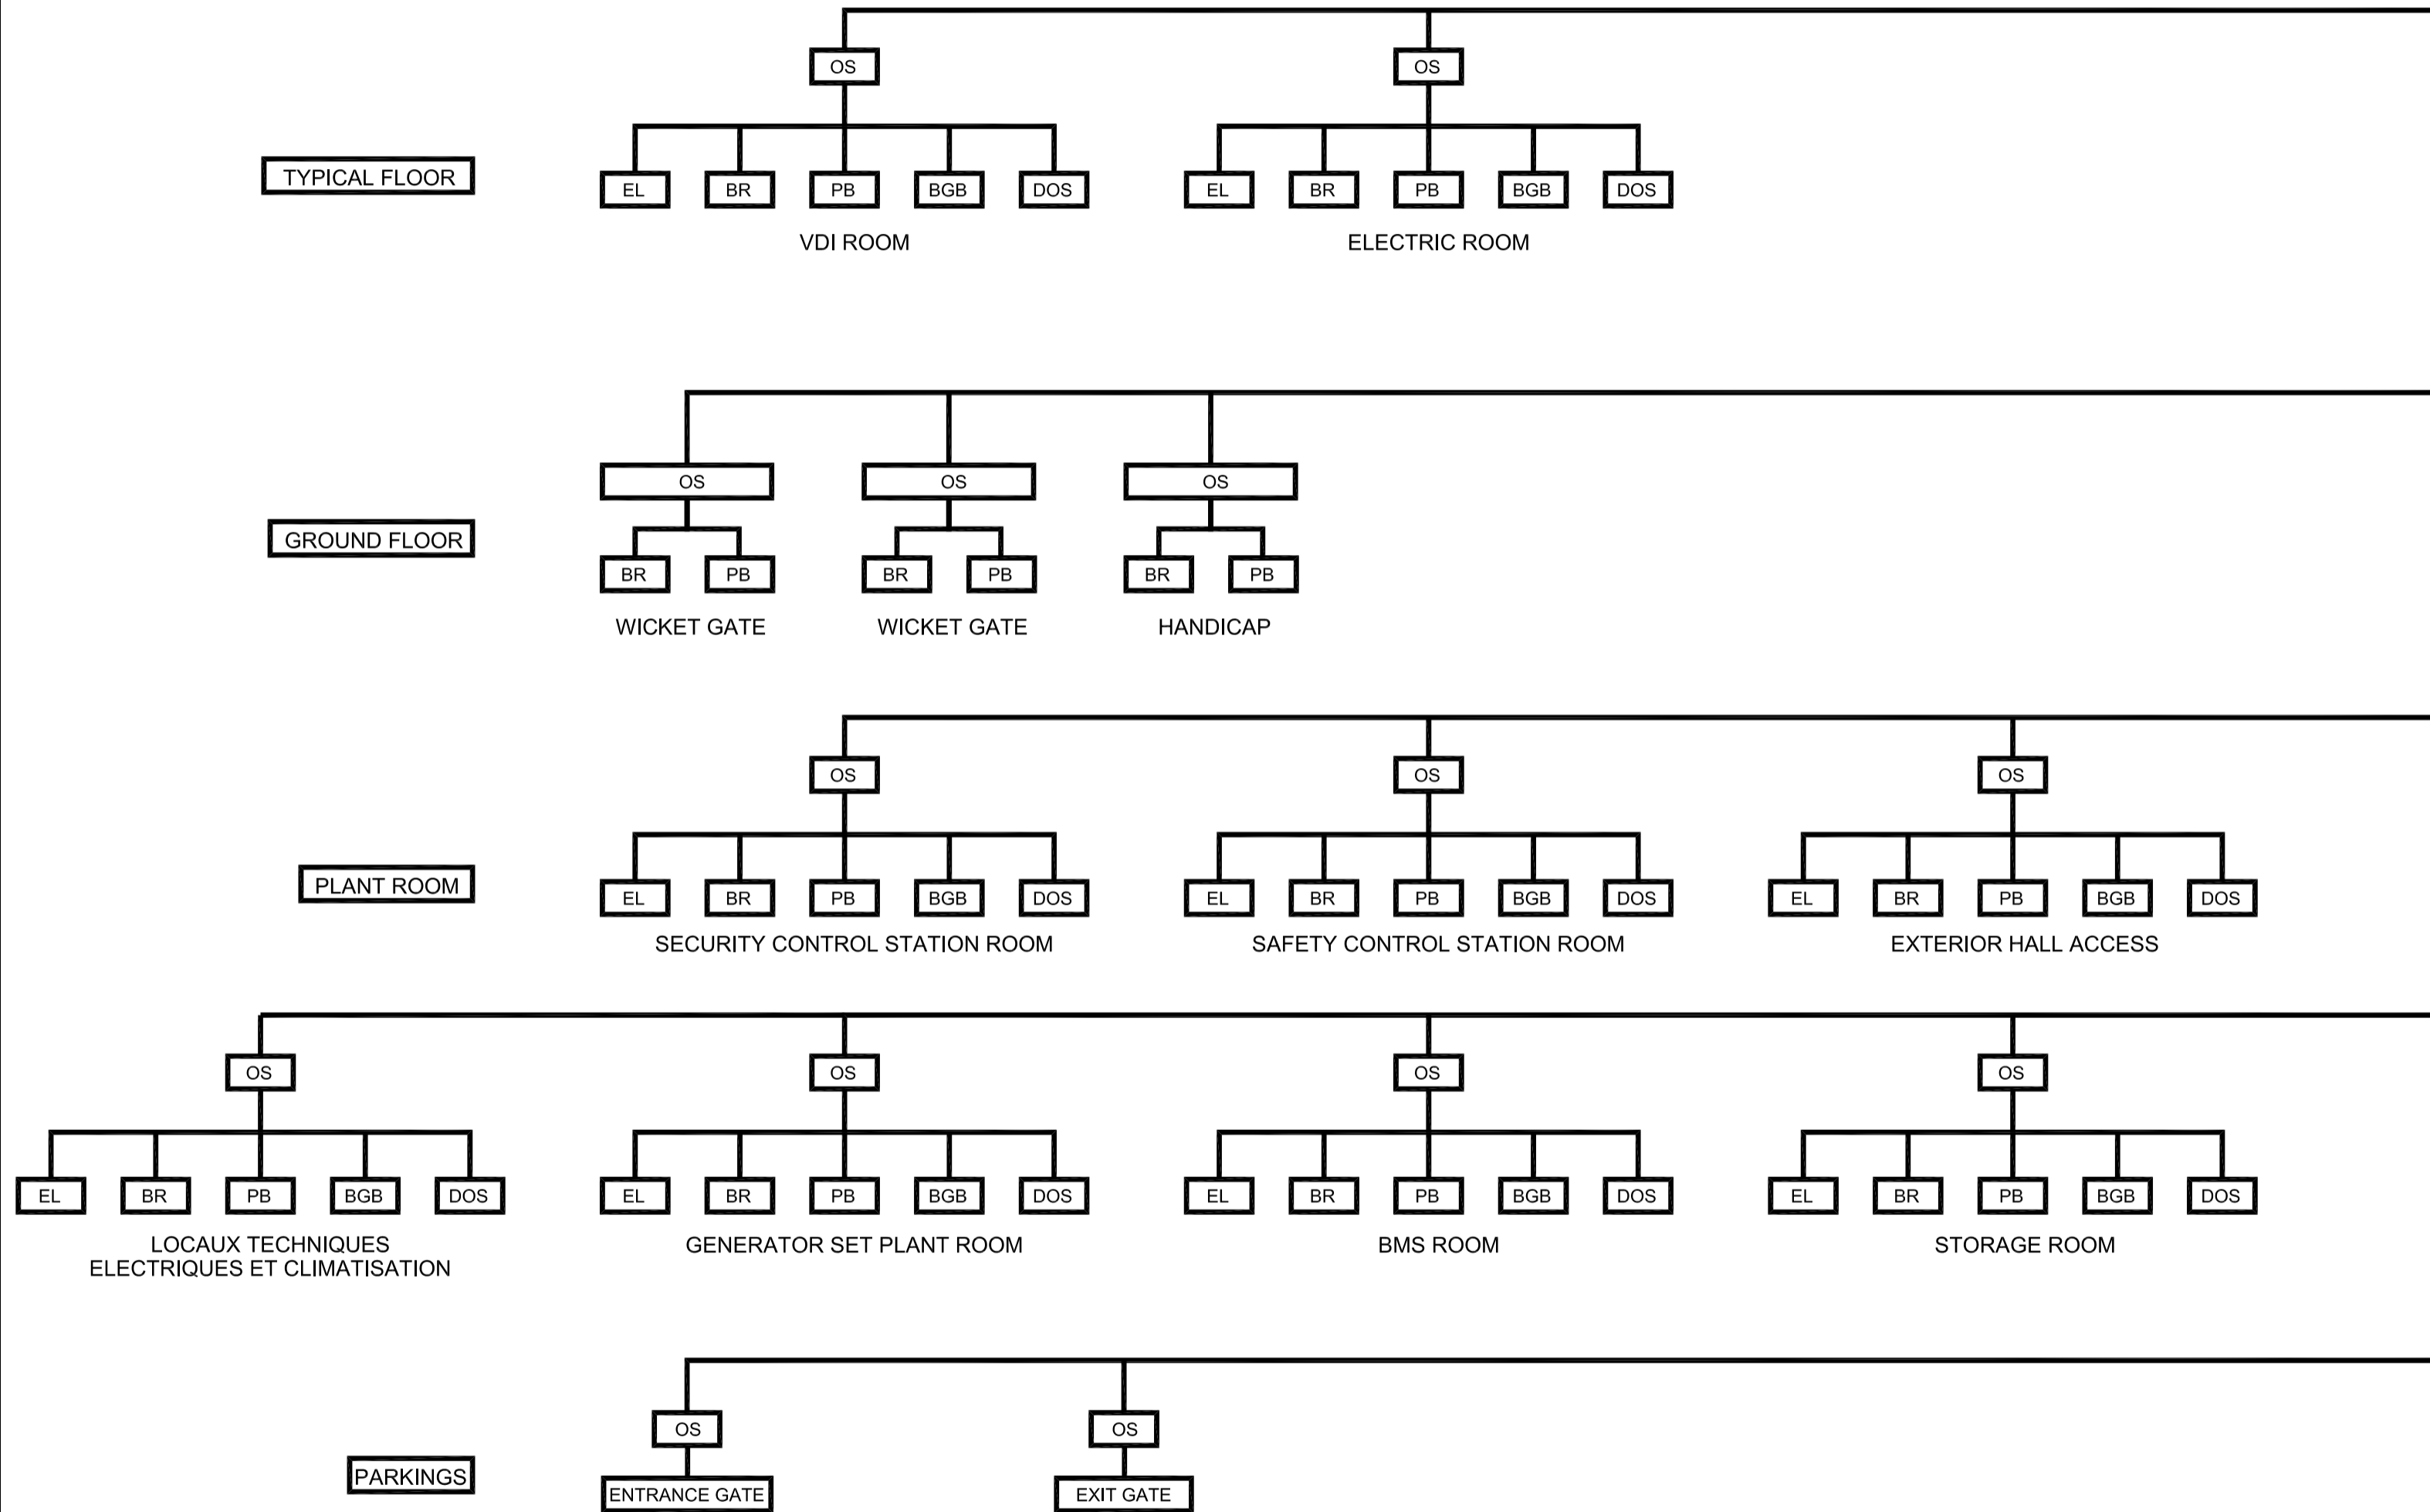 OS OS
TYPICAL FLOOR EL BR PB BGB DOS EL BR PB BGB DOS
VDI ROOM ELECTRIC ROOM
OS OS OS
GROUND FLOOR
BR PB BR PB BR PB
WICKET GATE WICKET GATE HANDICAP
OS OS OS
PLANT ROOM EL BR PB BGB DOS EL BR PB BGB DOS EL BR PB BGB DOS
SECURITY CONTROL STATION ROOM SAFETY CONTROL STATION ROOM EXTERIOR HALL ACCESS
OS OS OS OS
EL BR PB BGB DOS EL BR PB BGB DOS EL BR PB BGB DOS EL BR PB BGB DOS
LOCAUX TECHNIQUES GENERATOR SET PLANT ROOM BMS ROOM STORAGE ROOM
ELECTRIQUES ET CLIMATISATION
OS OS
PARKINGS
ENTRANCE GATE EXIT GATE